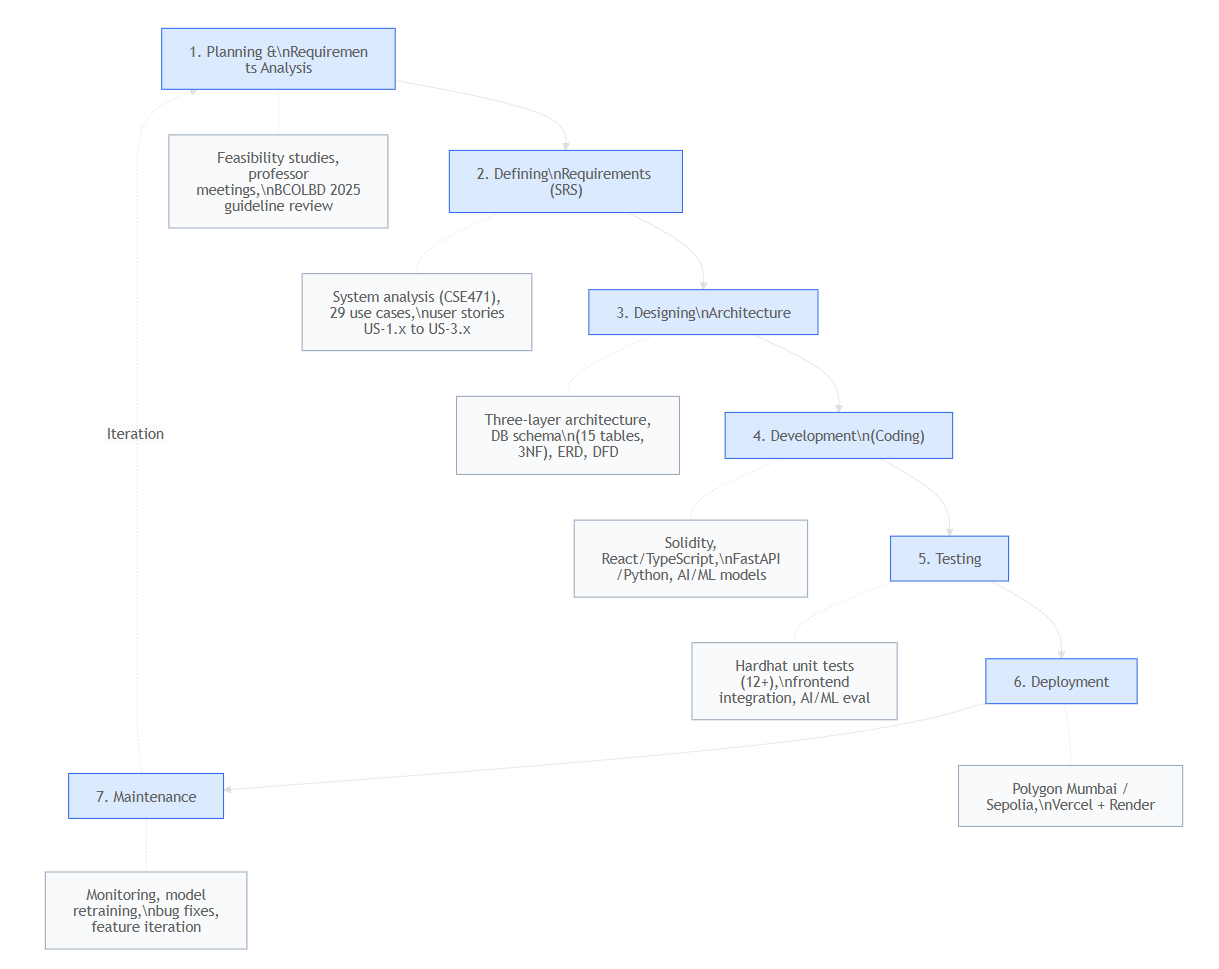 1. Planning &\nRequiremen
ts Analysis
Feasibility studies,
professor
meetings,\nBCOLBD 2025
guideline review
2. Defining\nRequirements
(SRS)
System analysis (CSE471),
29 use cases,\nuser stories
US-1.x to US-3.x
3. Designing\nArchitecture
Three-layer architecture,
DB schema\n(15 tables,
3NF), ERD, DFD
4. Development\n(Coding)
Iteration
Solidity,
React/TypeScript,\nFastAPI
/Python, AI/ML models
5. Testing
Hardhat unit tests
(12+),\nfrontend
integration, AI/ML eval
6. Deployment
Polygon Mumbai /
Sepolia,\nVercel + Render
7. Maintenance
Monitoring, model
retraining,\nbug fixes,
feature iteration